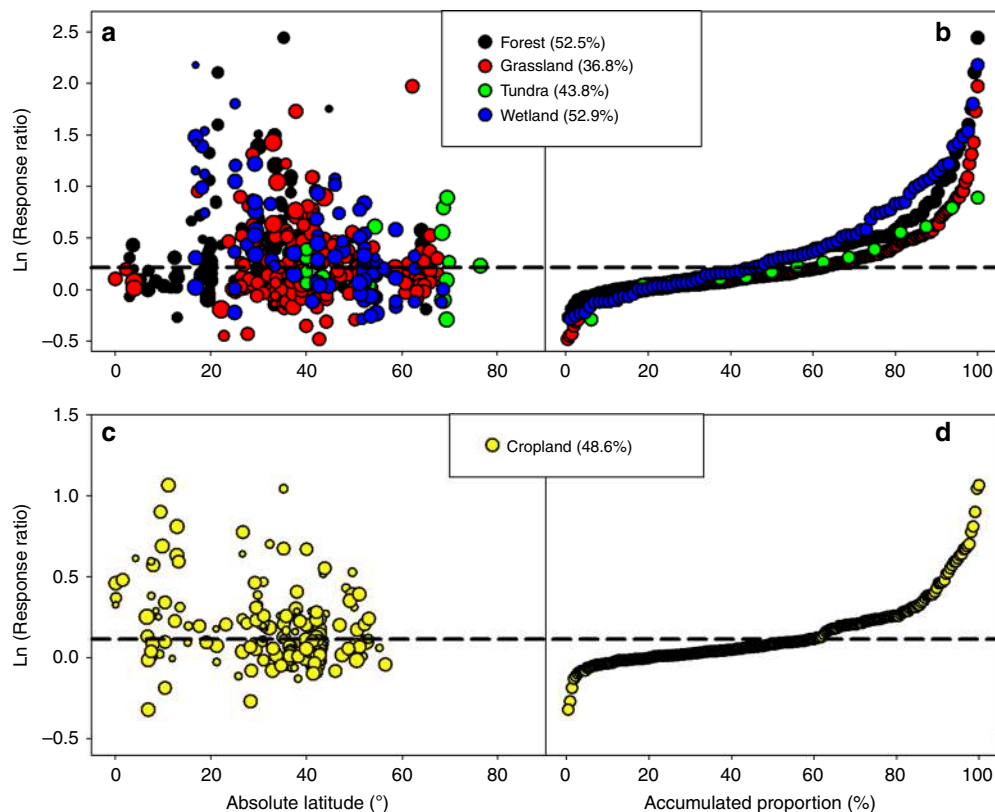 a
b
Forest (52.5%)
Grassland (36.8%)
Tundra (43.8%)
Wetland (52.9%)
Ln (Response ratio)
2.5
2.0
1.5
1.0
0.5
0.0
–0.5
0 20 40 60 80
0 20 40 60 80 100
c
d
Cropland (48.6%)
Ln (Response ratio)
1.5
1.0
0.5
0.0
–0.5
0 20 40 60 80
0 20 40 60 80 100
Absolute latitude (°)
Accumulated proportion (%)